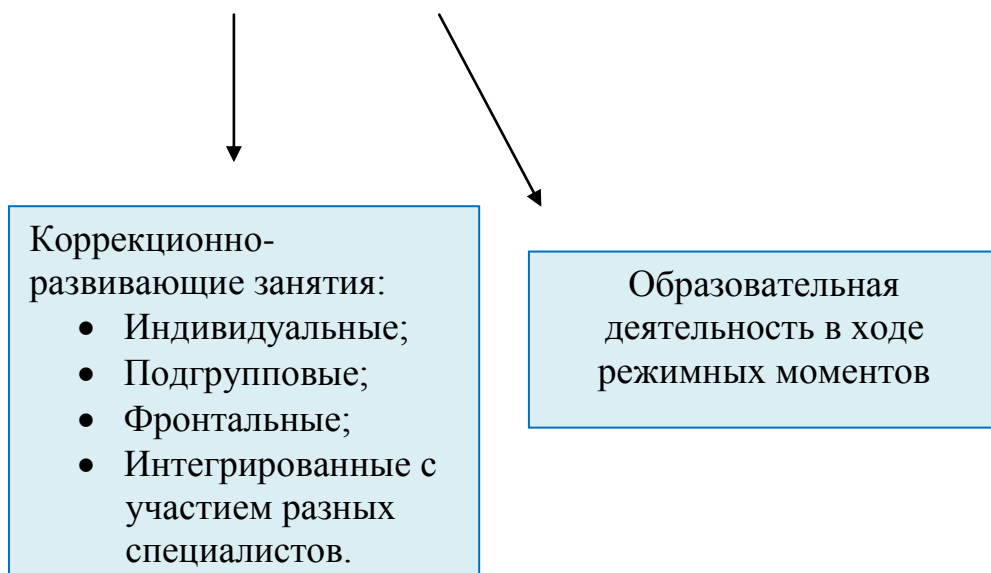 Коррекционно-
развивающие занятия:
• Индивидуальные;
• Подгрупповые;
• Фронтальные;
• Интегрированные с
участием разных
специалистов.
Образовательная
деятельность в ходе
режимных моментов